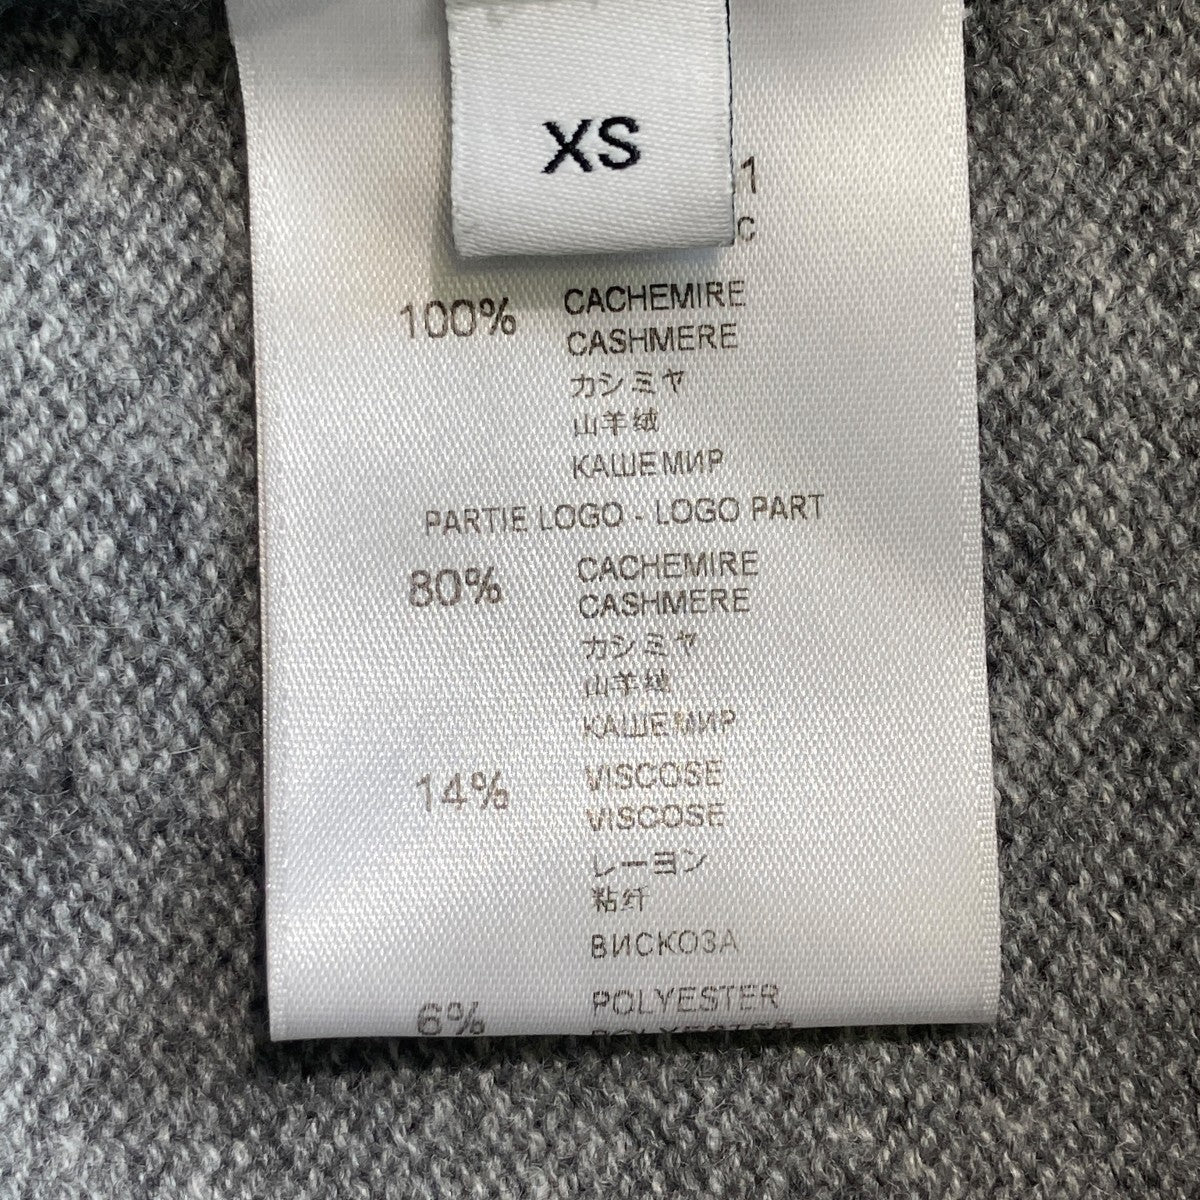 XS
1
C
100% CACHEMIRE
CASHMERE
カシミヤ
山羊绒
КАШЕМИР
PARTIE LOGO - LOGO PART
80% CACHEMIRE
CASHMERE
カシミヤ
山羊绒
КАШЕМИР
14% VISCOSE
VISCOSE
レーヨン
粘纤
ВИСКОЗА
6% POLYESTER
POLYESTER